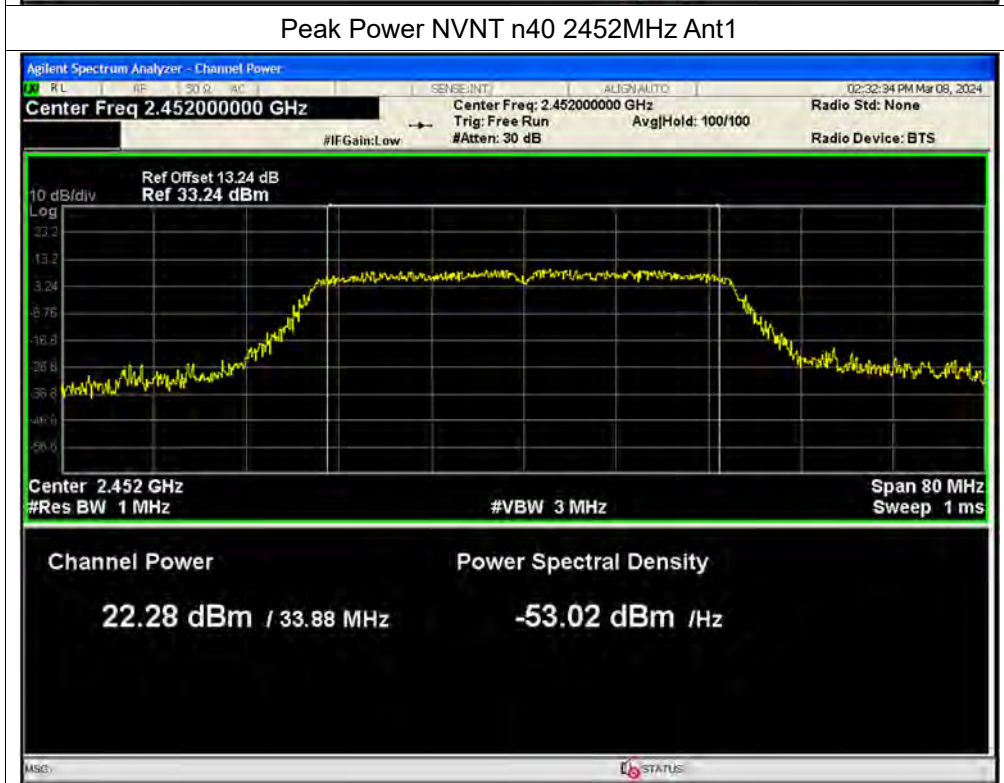 Peak Power NVNT n40 2452MHz Ant1
Agilent Spectrum Analyzer - Channel Power
RL RF 50 Ω AC SENSE:INT ALIGN AUTO 02:32:34 PM Mar 08, 2024
Center Freq 2.452000000 GHz Center Freq: 2.452000000 GHz Radio Std: None
Trig: Free Run Avg|Hold: 100/100
#IFGain:Low #Atten: 30 dB Radio Device: BTS
Ref Offset 13.24 dB
10 dB/div Ref 33.24 dBm
Log
23.2
13.2
3.24
-6.76
-16.8
-26.8
-36.8
-46.8
-56.8
Center 2.452 GHz Span 80 MHz
#Res BW 1 MHz #VBW 3 MHz Sweep 1 ms
Channel Power Power Spectral Density
22.28 dBm / 33.88 MHz -53.02 dBm /Hz
MSG STATUS